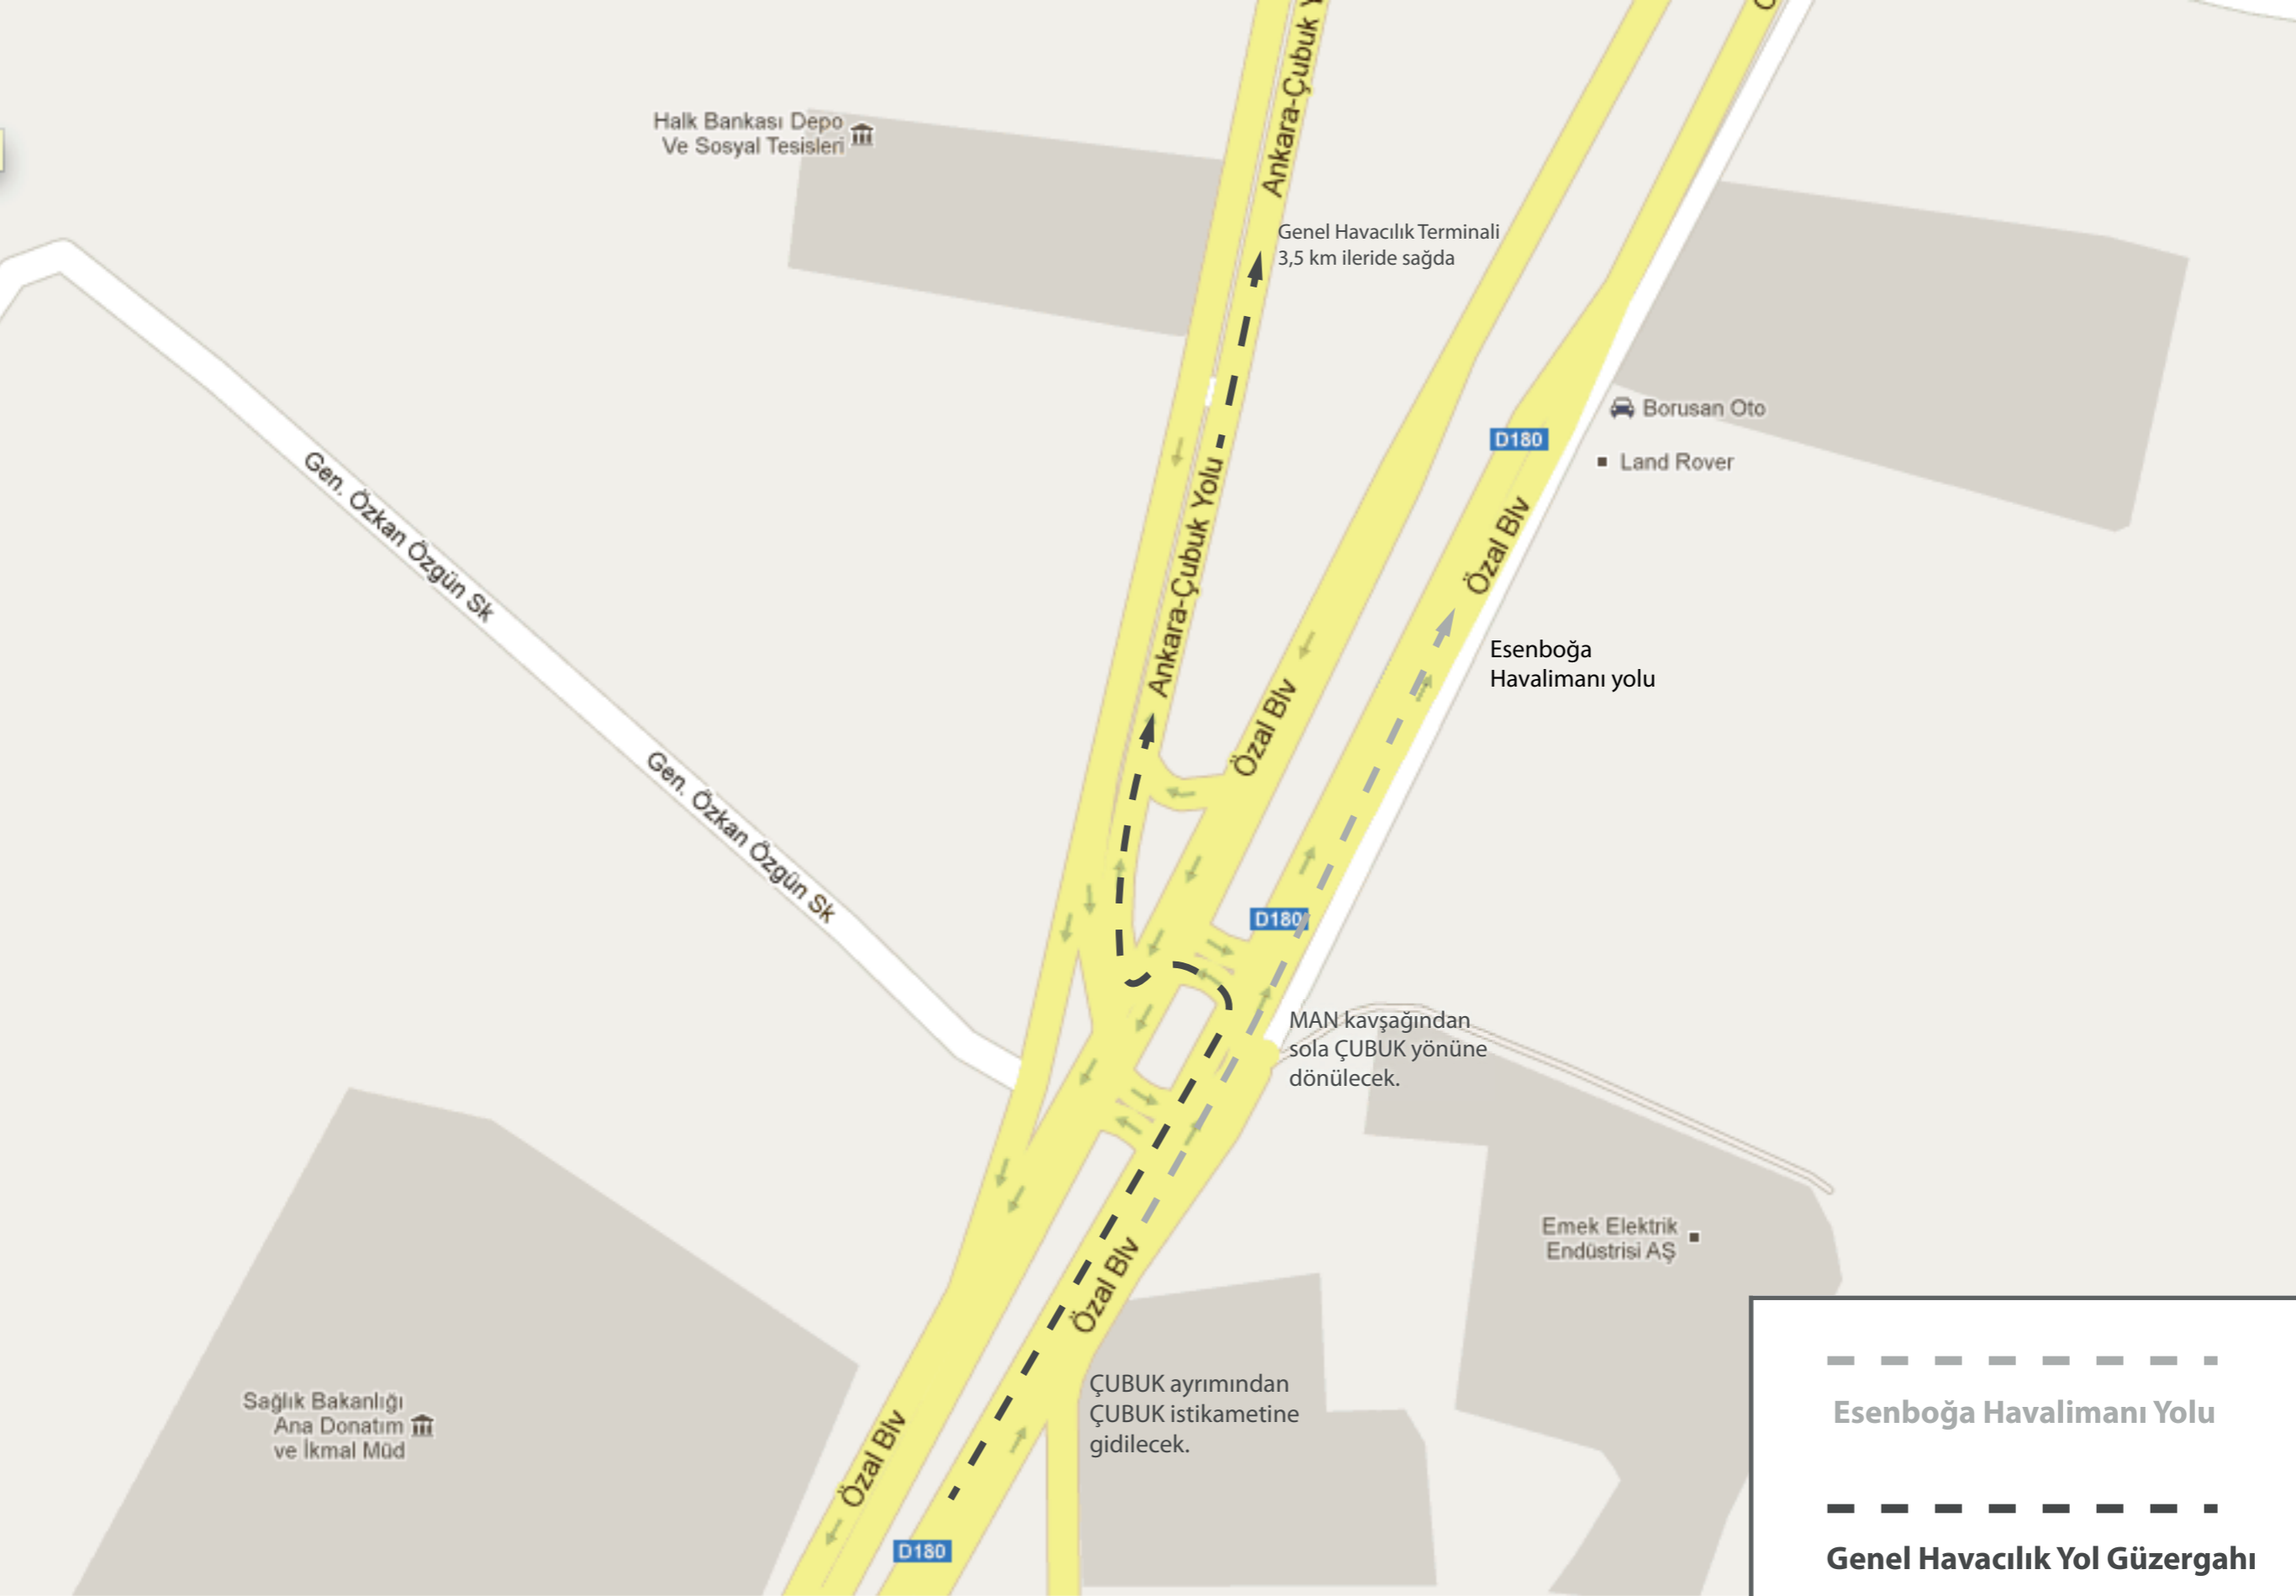 Ankara-Çubuk Y
Halk Bankası Depo
Ve Sosyal Tesisleri
Genel Havacılık Terminali
3,5 km ileride sağda
Borusan Oto
D180
Land Rover
Gen. Özkan Özgün Sk
Ankara-Çubuk Yolu
Özal Blv
Esenboğa
Havalimanı yolu
Özal Blv
Gen. Özkan Özgün Sk
D180
MAN kavşağından
sola ÇUBUK yönüne
dönülecek.
Emek Elektrik
Endüstrisi AŞ
Özal Blv
ÇUBUK ayrımından
ÇUBUK istikametine
gidilecek.
Sağlık Bakanlığı
Ana Donatım
ve İkmal Müd
Özal Blv
D180
Esenboğa Havalimanı Yolu
Genel Havacılık Yol Güzergahı